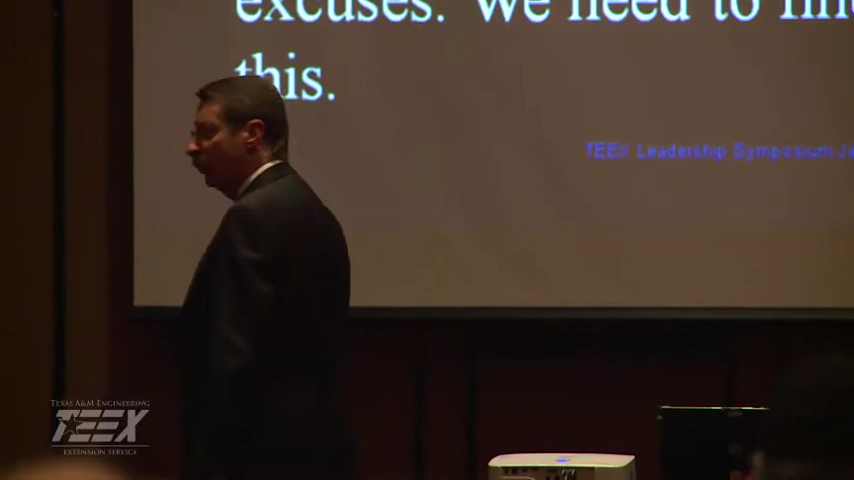 excuses. We need to
this.
TEEX Leadership Symposium
TEXAS A&M ENGINEERING
TEEX
EXTENSION SERVICE